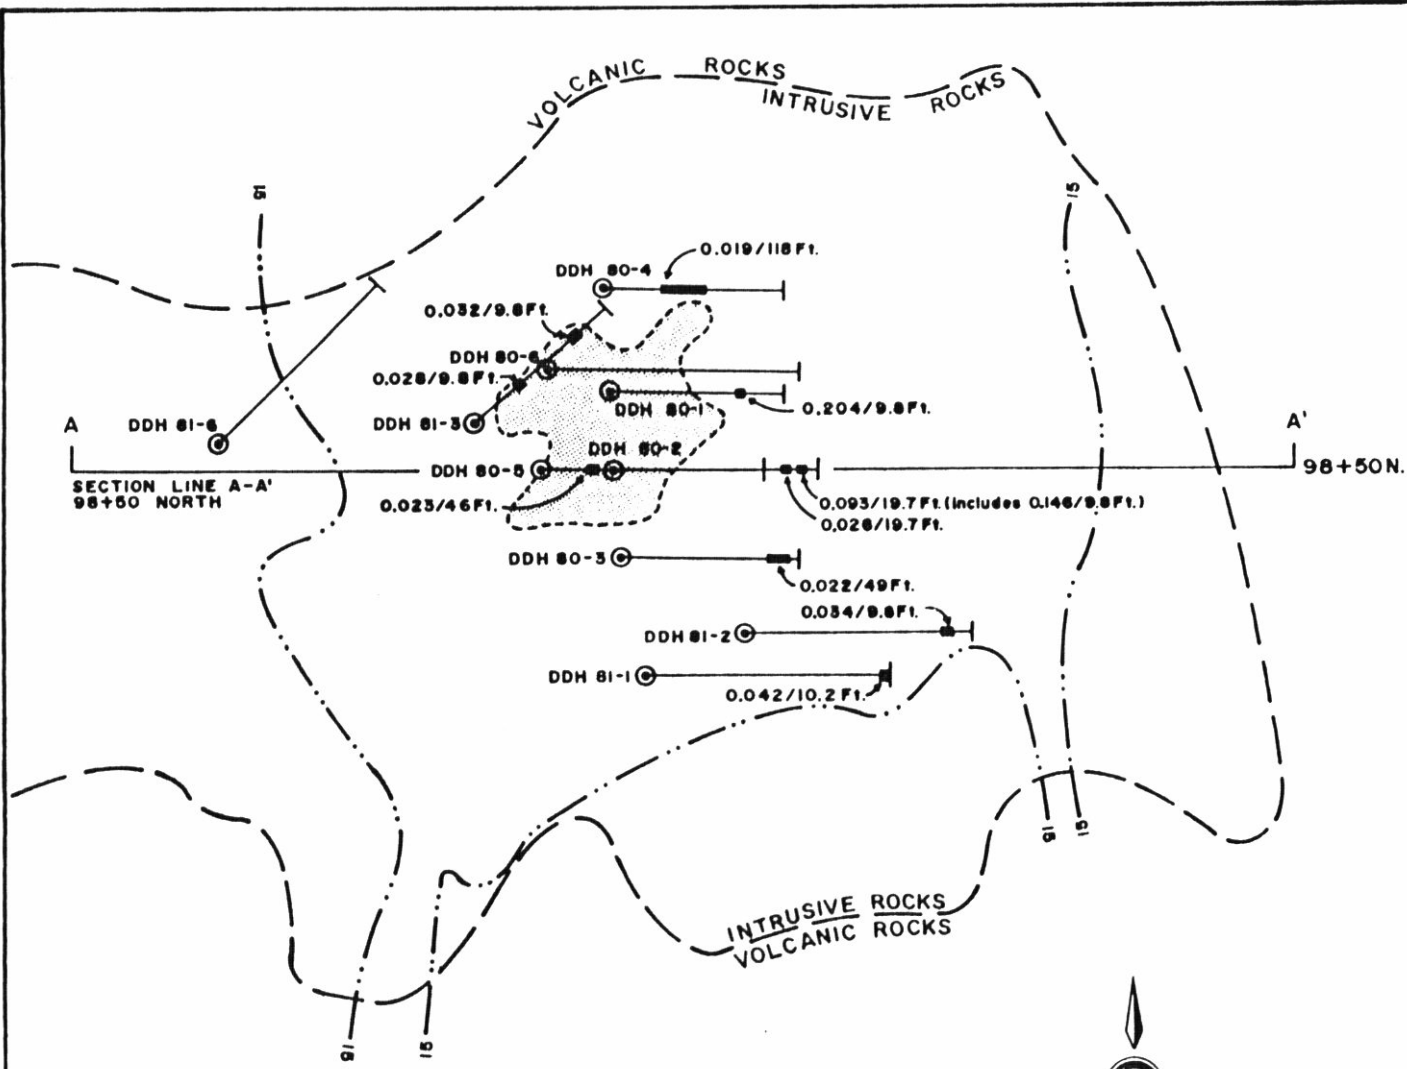 VOLCANIC ROCKS
INTRUSIVE ROCKS
15
15
0.019/118 Ft.
DDH 80-4
0.032/9.8 Ft.
DDH 80-6
0.028/9.8 Ft.
DDH 80-1
0.204/9.8 Ft.
A
DDH 81-6
DDH 81-3
A'
DDH 80-2
DDH 80-5
98+50 N.
SECTION LINE A-A'
98+50 NORTH
0.023/46 Ft.
0.093/19.7 Ft. (includes 0.146/9.8 Ft.)
0.026/19.7 Ft.
DDH 80-3
0.022/49 Ft.
0.034/9.8 Ft.
DDH 81-2
DDH 81-1
0.042/10.2 Ft.
15
15
INTRUSIVE ROCKS
VOLCANIC ROCKS
15
15